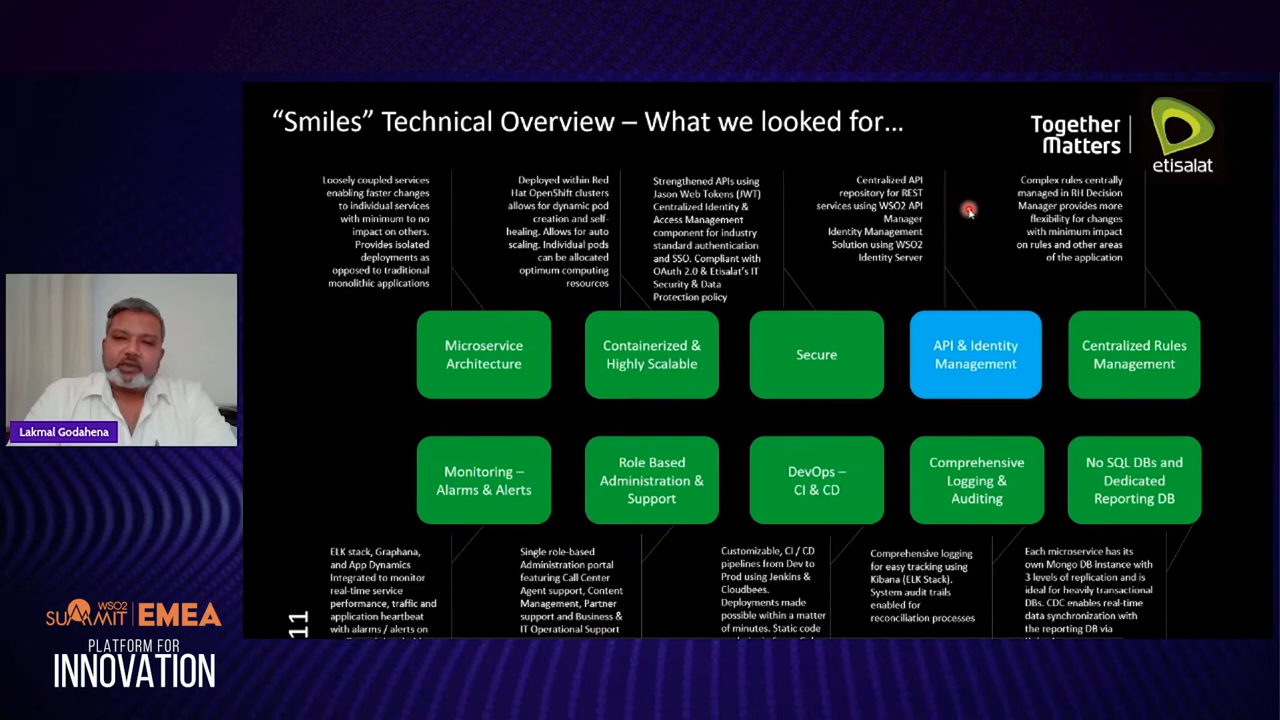 "Smiles" Technical Overview – What we looked for...
Together
Matters
etisalat
Loosely coupled services
enabling faster changes
to individual services
with minimum to no
impact on others.
Provides isolated
deployments as
opposed to traditional
monolithic applications
Deployed within Red
Hat OpenShift clusters
allows for dynamic pod
creation and self-
healing. Allows for auto
scaling. Individual pods
can be allocated
optimum computing
resources
Strengthened APIs using
Jason Web Tokens (JWT)
Centralized Identity &
Access Management
component for industry
standard authentication
and SSO. Compliant with
OAuth 2.0 & Etisalat's IT
Security & Data
Protection policy
Centralized API
repository for REST
services using WSO2 API
Manager
Identity Management
Solution using WSO2
Identity Server
Complex rules centrally
managed in RH Decision
Manager provides more
flexibility for changes
with minimum impact
on rules and other areas
of the application
Microservice
Architecture
Containerized &
Highly Scalable
Secure
API & Identity
Management
Centralized Rules
Management
Monitoring –
Alarms & Alerts
Role Based
Administration &
Support
DevOps –
CI & CD
Comprehensive
Logging &
Auditing
No SQL DBs and
Dedicated
Reporting DB
ELK stack, Graphana,
and App Dynamics
Integrated to monitor
real-time service
performance, traffic and
application heartbeat
with alarms / alerts on
Single role-based
Administration portal
featuring Call Center
Agent support, Content
Management, Partner
support and Business &
IT Operational Support
Customizable, CI / CD
pipelines from Dev to
Prod using Jenkins &
Cloudbees.
Deployments made
possible within a matter
of minutes. Static code
Comprehensive logging
for easy tracking using
Kibana (ELK Stack).
System audit trails
enabled for
reconciliation processes
Each microservice has its
own Mongo DB instance with
3 levels of replication and is
ideal for heavily transactional
DBs. CDC enables real-time
data synchronization with
the reporting DB via
11
Lakmal Godahena
WSO2
SUMMIT EMEA
PLATFORM FOR
INNOVATION